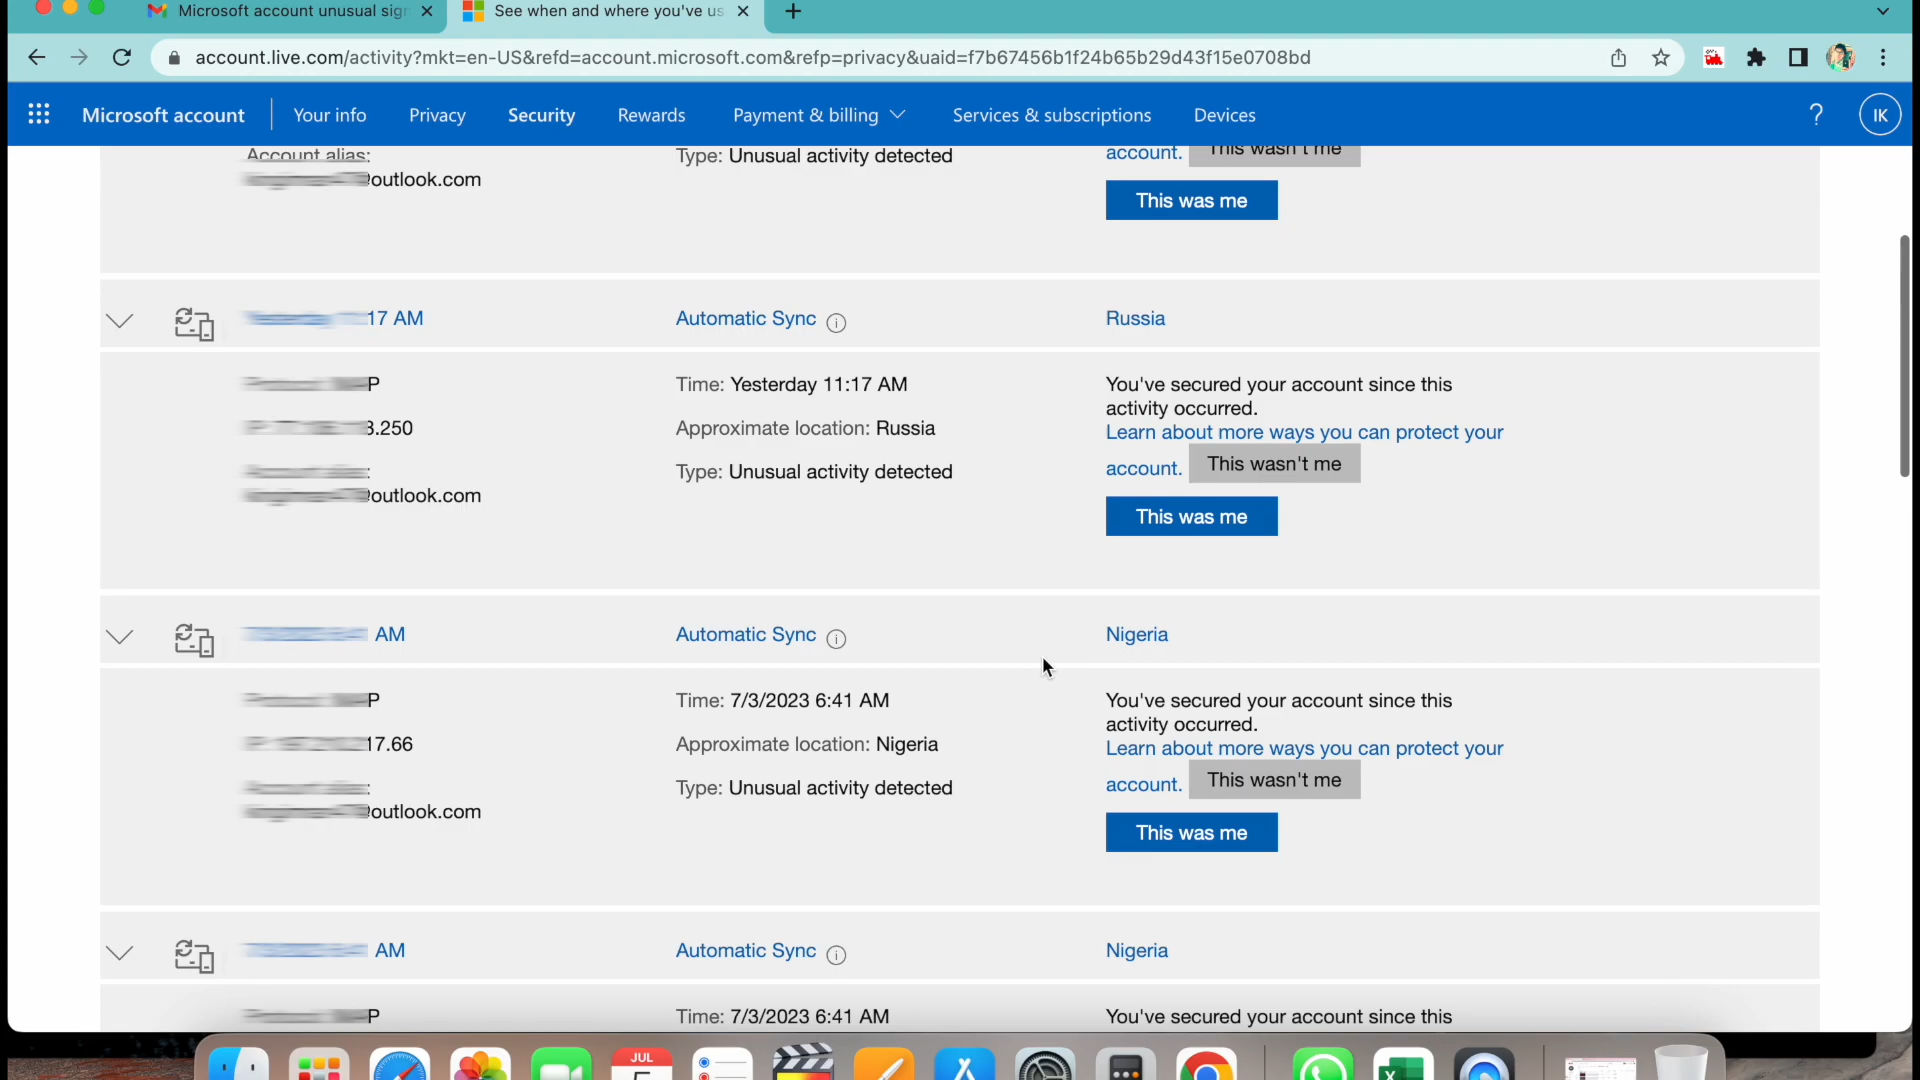 Microsoft account unusual sign
See when and where you've us
account.live.com/activity?mkt=en-US&refd=account.microsoft.com&refp=privacy&uaid=f7b67456b1f24b65b29d43f15e0708bd
Microsoft account
Your info
Privacy
Security
Rewards
Payment & billing
Services & subscriptions
Devices
?
IK
Account alias:
@outlook.com
Type: Unusual activity detected
account.
This wasn't me
This was me
17 AM
Automatic Sync
Russia
P
3.250
:
@outlook.com
Time: Yesterday 11:17 AM
Approximate location: Russia
Type: Unusual activity detected
You've secured your account since this
activity occurred.
Learn about more ways you can protect your
account.
This wasn't me
This was me
AM
Automatic Sync
Nigeria
P
17.66
:
@outlook.com
Time: 7/3/2023 6:41 AM
Approximate location: Nigeria
Type: Unusual activity detected
You've secured your account since this
activity occurred.
Learn about more ways you can protect your
account.
This wasn't me
This was me
AM
Automatic Sync
Nigeria
P
Time: 7/3/2023 6:41 AM
You've secured your account since this
JUL